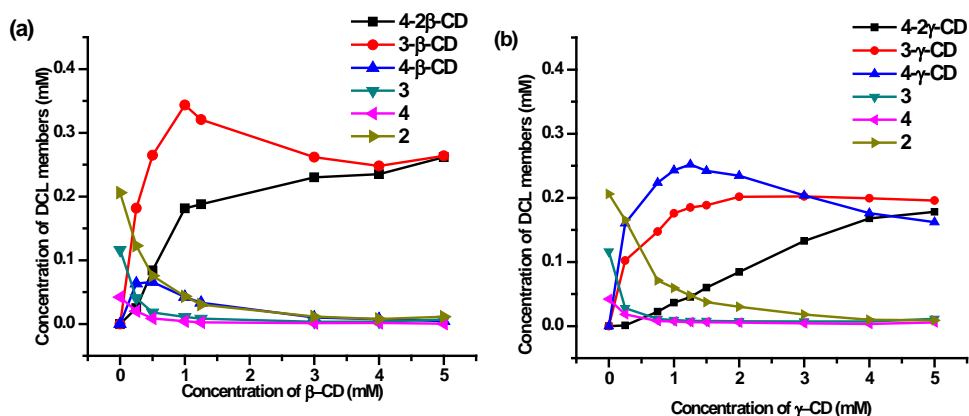 (a)
4-2β-CD
3-β-CD
4-β-CD
3
4
2
0.4
0.3
0.2
0.1
0.0
Concentration of DCL members (mM)
0 1 2 3 4 5
Concentration of β–CD (mM)
(b)
4-2γ-CD
3-γ-CD
4-γ-CD
3
4
2
0.4
0.3
0.2
0.1
0.0
Concentration of DCL members (mM)
0 1 2 3 4 5
Concentration of γ–CD (mM)